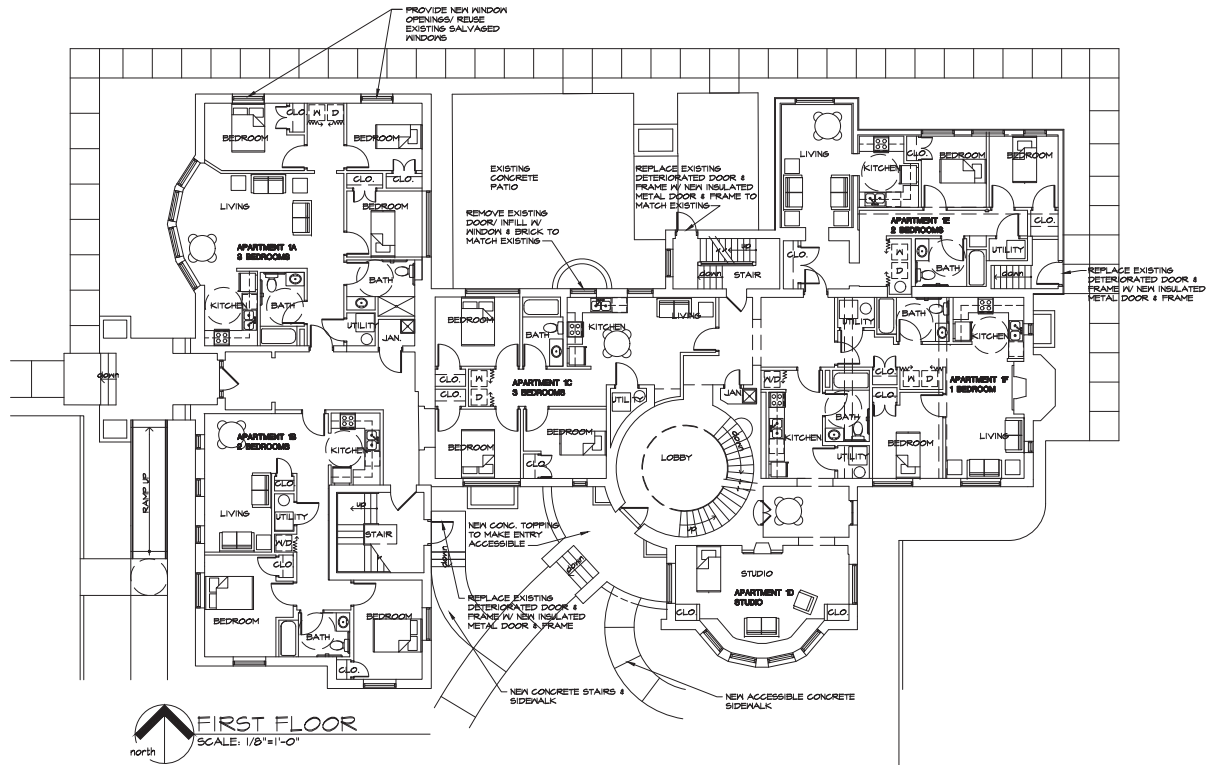 PROVIDE NEW WINDOW
OPENINGS/ REUSE
EXISTING SALVAGED
WINDOWS
BEDROOM
CLO.
W D
BEDROOM
CLO.
CLO.
LIVING
BEDROOM
APARTMENT 1A
3 BEDROOMS
BATH
BATH
KITCHEN
UTILITY
JAN.
EXISTING
CONCRETE
PATIO
REMOVE EXISTING
DOOR/ INFILL W/
WINDOW & BRICK TO
MATCH EXISTING
REPLACE EXISTING
DETERIORATED DOOR &
FRAME W/ NEW INSULATED
METAL DOOR & FRAME TO
MATCH EXISTING
UP
STAIR
down
LIVING
KITCHEN
CLO.
BEDROOM
BEDROOM
APARTMENT 1E
2 BEDROOMS
CLO.
UTILITY
CLO.
W
D
BATH
down
REPLACE EXISTING
DETERIORATED DOOR &
FRAME W/ NEW INSULATED
METAL DOOR & FRAME
down
BEDROOM
BATH
KITCHEN
LIVING
CLO.
CLO.
W
D
APARTMENT 1C
3 BEDROOMS
UTILITY
JAN
BEDROOM
BEDROOM
CLO.
LOBBY
down
UP
UTILITY
BATH
KITCHEN
CLO.
W D
APARTMENT 1F
1 BEDROOM
CLO.
W/D
BATH
KITCHEN
UTILITY
BEDROOM
LIVING
APARTMENT 1B
2 BEDROOMS
KITCHEN
CLO.
LIVING
UTILITY
W/D
CLO.
UP
STAIR
RAMP UP
BEDROOM
BATH
BEDROOM
CLO.
down
NEW CONC. TOPPING
TO MAKE ENTRY
ACCESSIBLE
down
REPLACE EXISTING
DETERIORATED DOOR &
FRAME W/ NEW INSULATED
METAL DOOR & FRAME
STUDIO
APARTMENT 1D
STUDIO
CLO.
CLO.
NEW CONCRETE STAIRS &
SIDEWALK
NEW ACCESSIBLE CONCRETE
SIDEWALK
north
FIRST FLOOR
SCALE: 1/8"=1'-0"